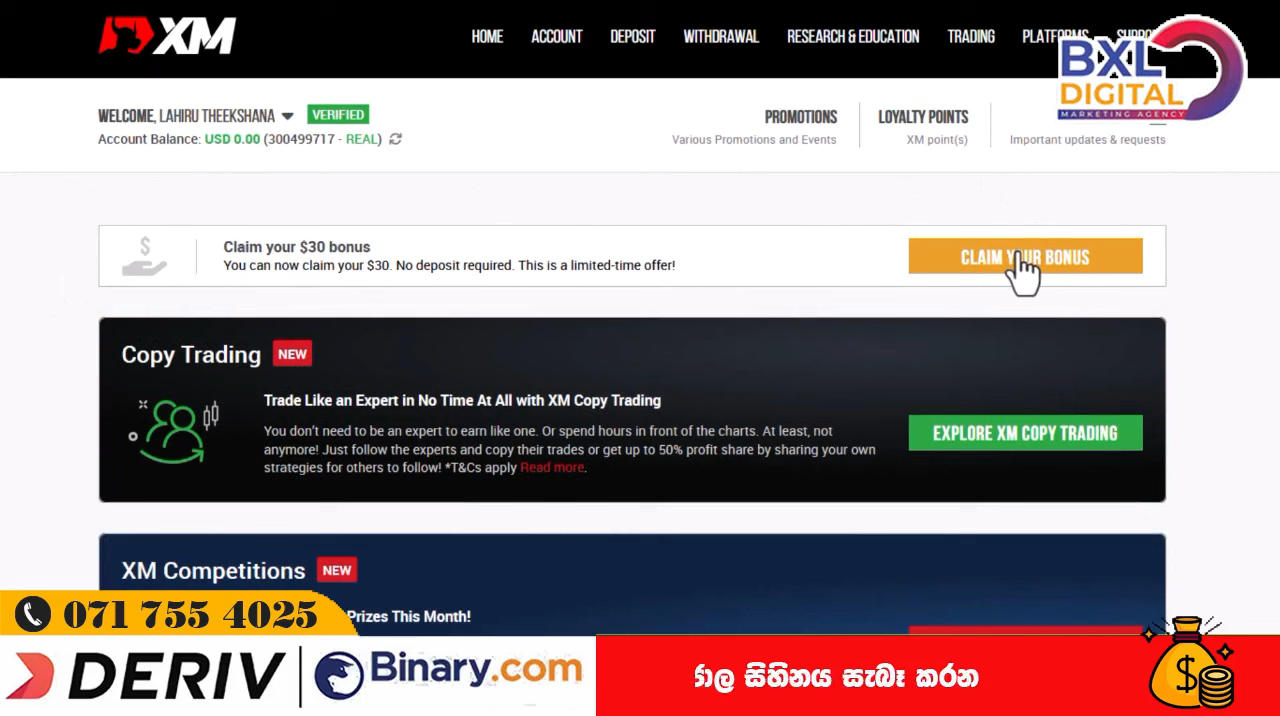 XM
HOME ACCOUNT DEPOSIT WITHDRAWAL RESEARCH & EDUCATION TRADING PLATFORMS
BXL
DIGITAL
MARKETING AGENCY
WELCOME, LAHIRU THEEKSHANA VERIFIED
Account Balance: USD 0.00 (300499717 - REAL)
PROMOTIONS
Various Promotions and Events
LOYALTY POINTS
XM point(s)
Important updates & requests
Claim your $30 bonus
You can now claim your $30. No deposit required. This is a limited-time offer!
CLAIM YOUR BONUS
Copy Trading NEW
Trade Like an Expert in No Time At All with XM Copy Trading
You don't need to be an expert to earn like one. Or spend hours in front of the charts. At least, not
anymore! Just follow the experts and copy their trades or get up to 50% profit share by sharing your own
strategies for others to follow! *T&Cs apply Read more.
EXPLORE XM COPY TRADING
XM Competitions NEW
Prizes This Month!
071 755 4025
DERIV
Binary.com
සිහිනය සැබෑ කරන